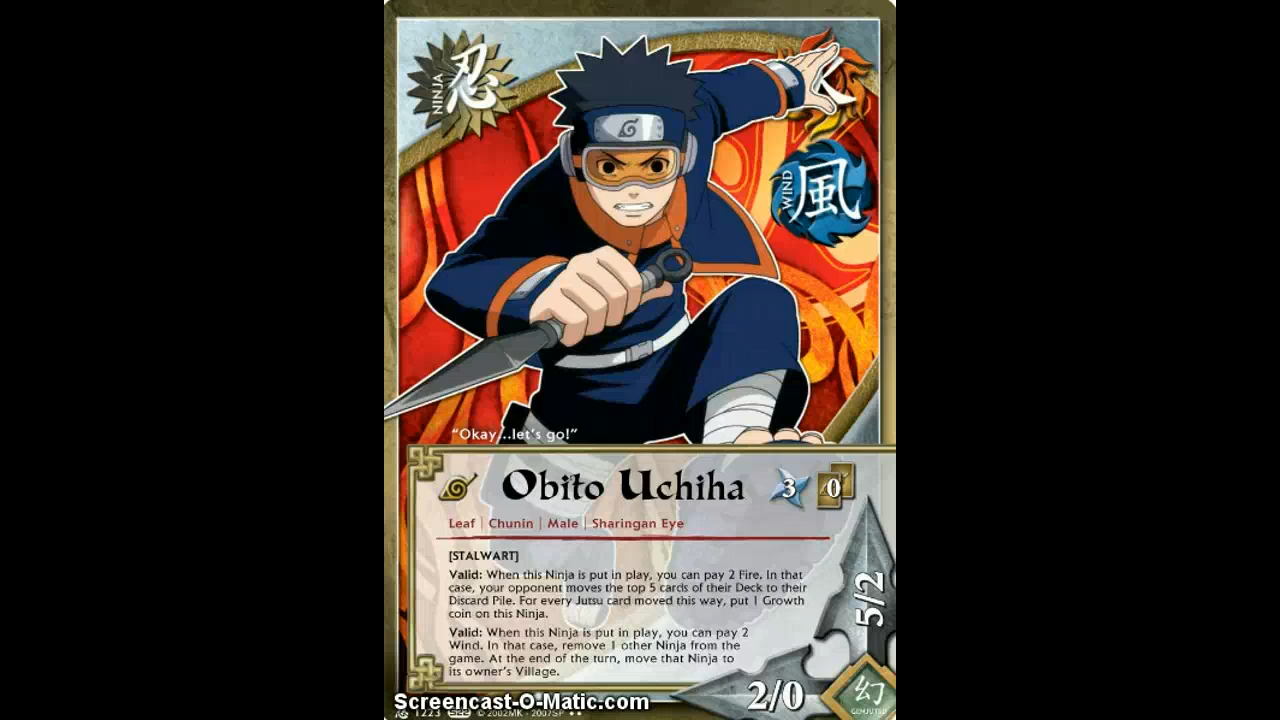 NINJA
忍
WIND
風
"Okay...let's go!"
Obito Uchiha
3
0
Leaf | Chunin | Male | Sharingan Eye
[STALWART]
Valid: When this Ninja is put in play, you can pay 2 Fire. In that
case, your opponent moves the top 5 cards of their Deck to their
Discard Pile. For every Jutsu card moved this way, put 1 Growth
coin on this Ninja.
Valid: When this Ninja is put in play, you can pay 2
Wind. In that case, remove 1 other Ninja from the
game. At the end of the turn, move that Ninja to
its owner's Village.
5/2
2/0
幻
GENJUTSU
Screencast-O-Matic.com
1223
© 2002MK - 2007SP